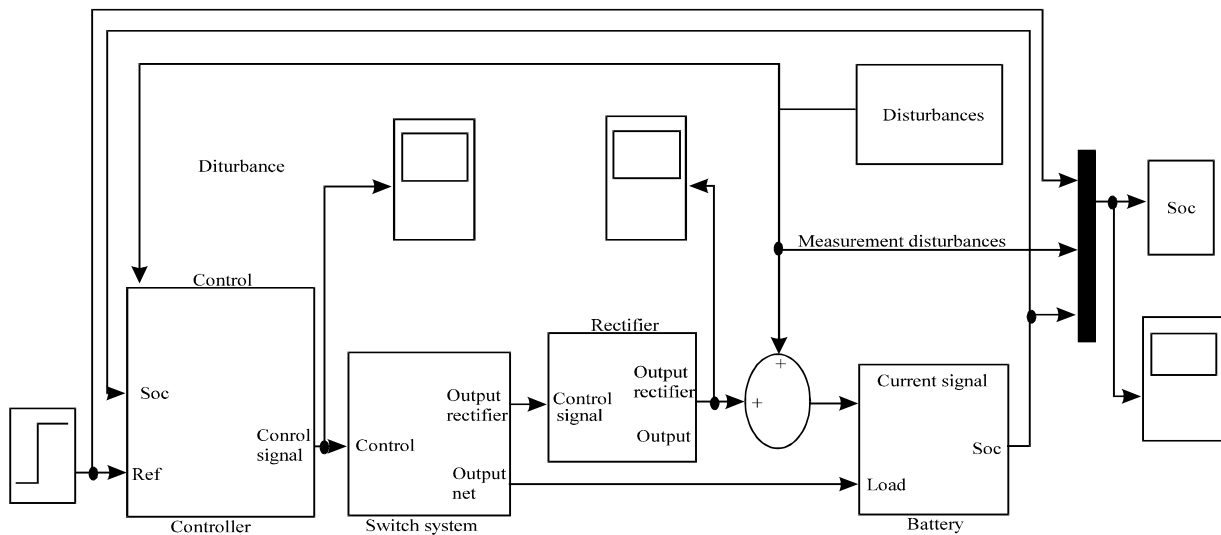 Disturbances
Diturbance
Soc
Measurement disturbances
Control
Rectifier
Soc
Conrol
signal
Ref
Controller
Control
Output
rectifier
Output
net
Switch system
Control
signal
Output
rectifier
Output
+
+
Current signal
Soc
Load
Battery